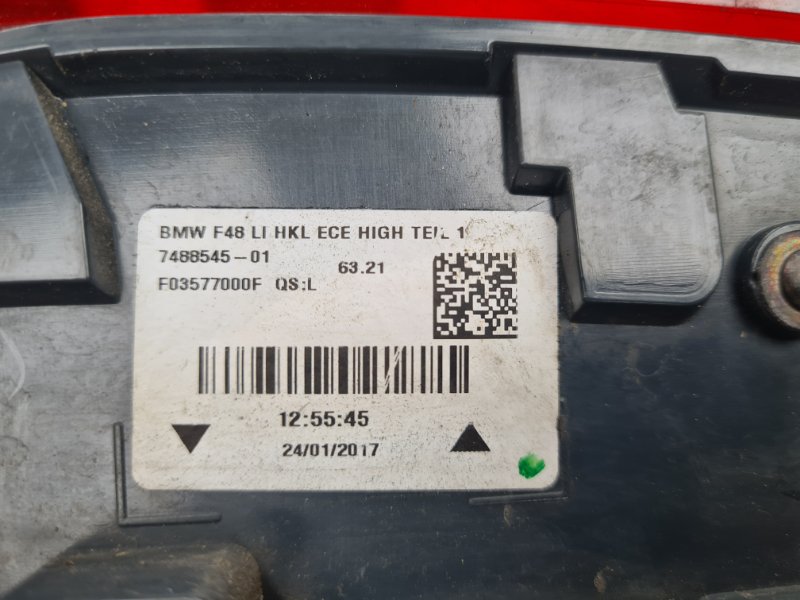 BMW F48 LI HKL ECE HIGH TEIL 1
7488545-01
63.21
F03577000F QS:L
12:55:45
24/01/2017